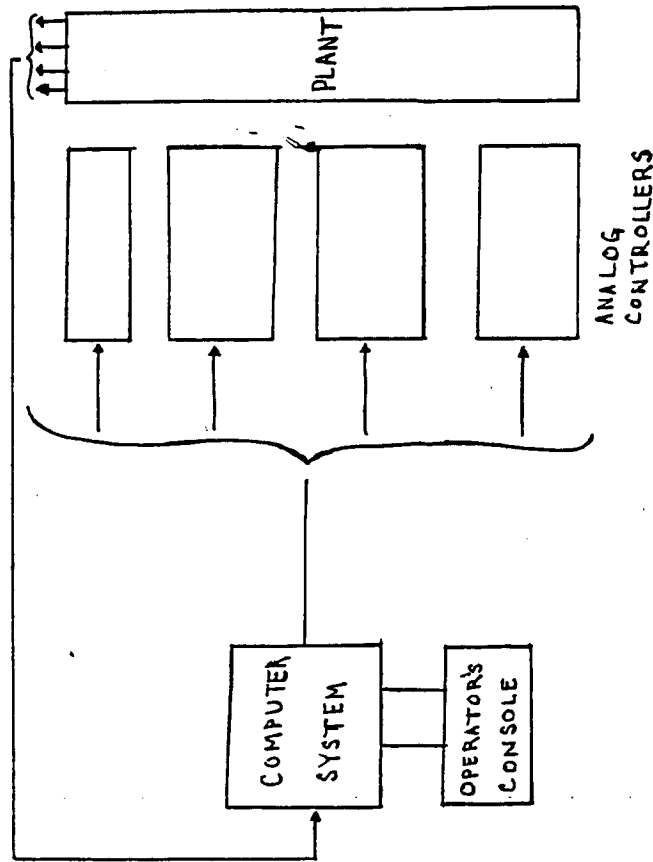 PLANT
ANALOG
CONTROLLERS
COMPUTER
SYSTEM
OPERATOR'S
CONSOLE